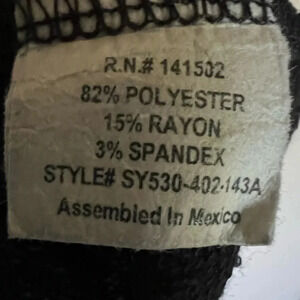 R.N.# 141502
82% POLYESTER
15% RAYON
3% SPANDEX
STYLE# SY530-402-143A
Assembled In Mexico